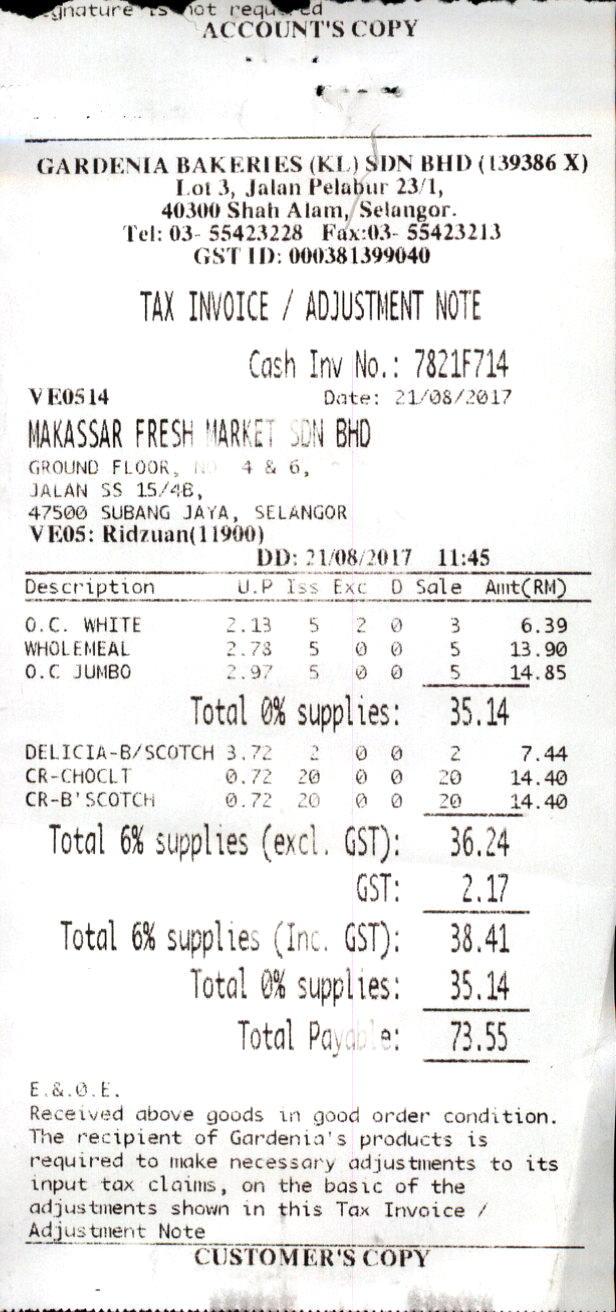 gnature is not required
ACCOUNT'S COPY
GARDENIA BAKERIES (KL) SDN BHD (139386 X)
Lot 3, Jalan Pelabur 23/1,
40300 Shah Alam, Selangor.
Tel: 03- 55423228 Fax:03- 55423213
GST ID: 000381399040
TAX INVOICE / ADJUSTMENT NOTE
Cash Inv No.: 7821F714
VE0514 Date: 21/08/2017
MAKASSAR FRESH MARKET SDN BHD
GROUND FLOOR, NO 4 & 6,
JALAN SS 15/4B,
47500 SUBANG JAYA, SELANGOR
VE05: Ridzuan(11900)
DD: 21/08/2017 11:45
Description U.P Iss Exc D Sale Amt(RM)
O.C. WHITE 2.13 5 2 0 3 6.39
WHOLEMEAL 2.78 5 0 0 5 13.90
O.C JUMBO 2.97 5 0 0 5 14.85
Total 0% supplies: 35.14
DELICIA-B/SCOTCH 3.72 2 0 0 2 7.44
CR-CHOCLT 0.72 20 0 0 20 14.40
CR-B'SCOTCH 0.72 20 0 0 20 14.40
Total 6% supplies (excl. GST): 36.24
GST: 2.17
Total 6% supplies (Inc. GST): 38.41
Total 0% supplies: 35.14
Total Payable: 73.55
E.&.O.E.
Received above goods in good order condition.
The recipient of Gardenia's products is
required to make necessary adjustments to its
input tax claims, on the basic of the
adjustments shown in this Tax Invoice /
Adjustment Note
CUSTOMER'S COPY